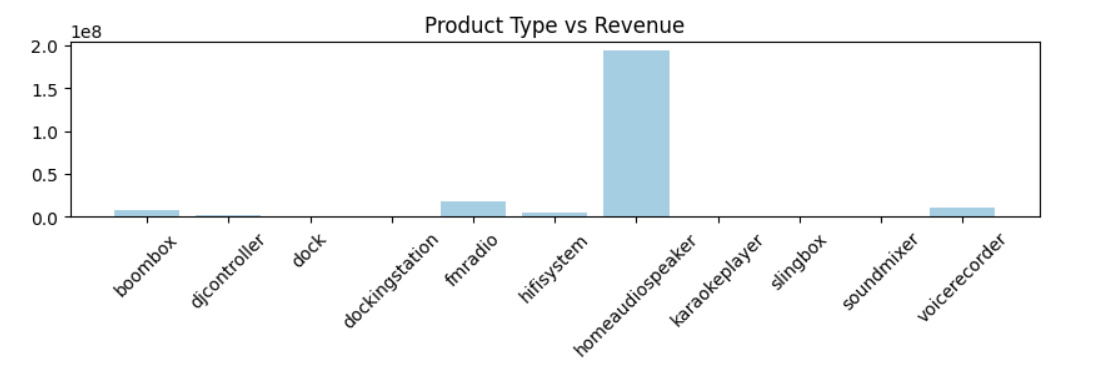 Product Type vs Revenue
1e8
2.0
1.5
1.0
0.5
0.0
boombox
djcontroller
dock
dockingstation
fmradio
hifisystem
homeaudiospeaker
karaokeplayer
slingbox
soundmixer
voicerecorder